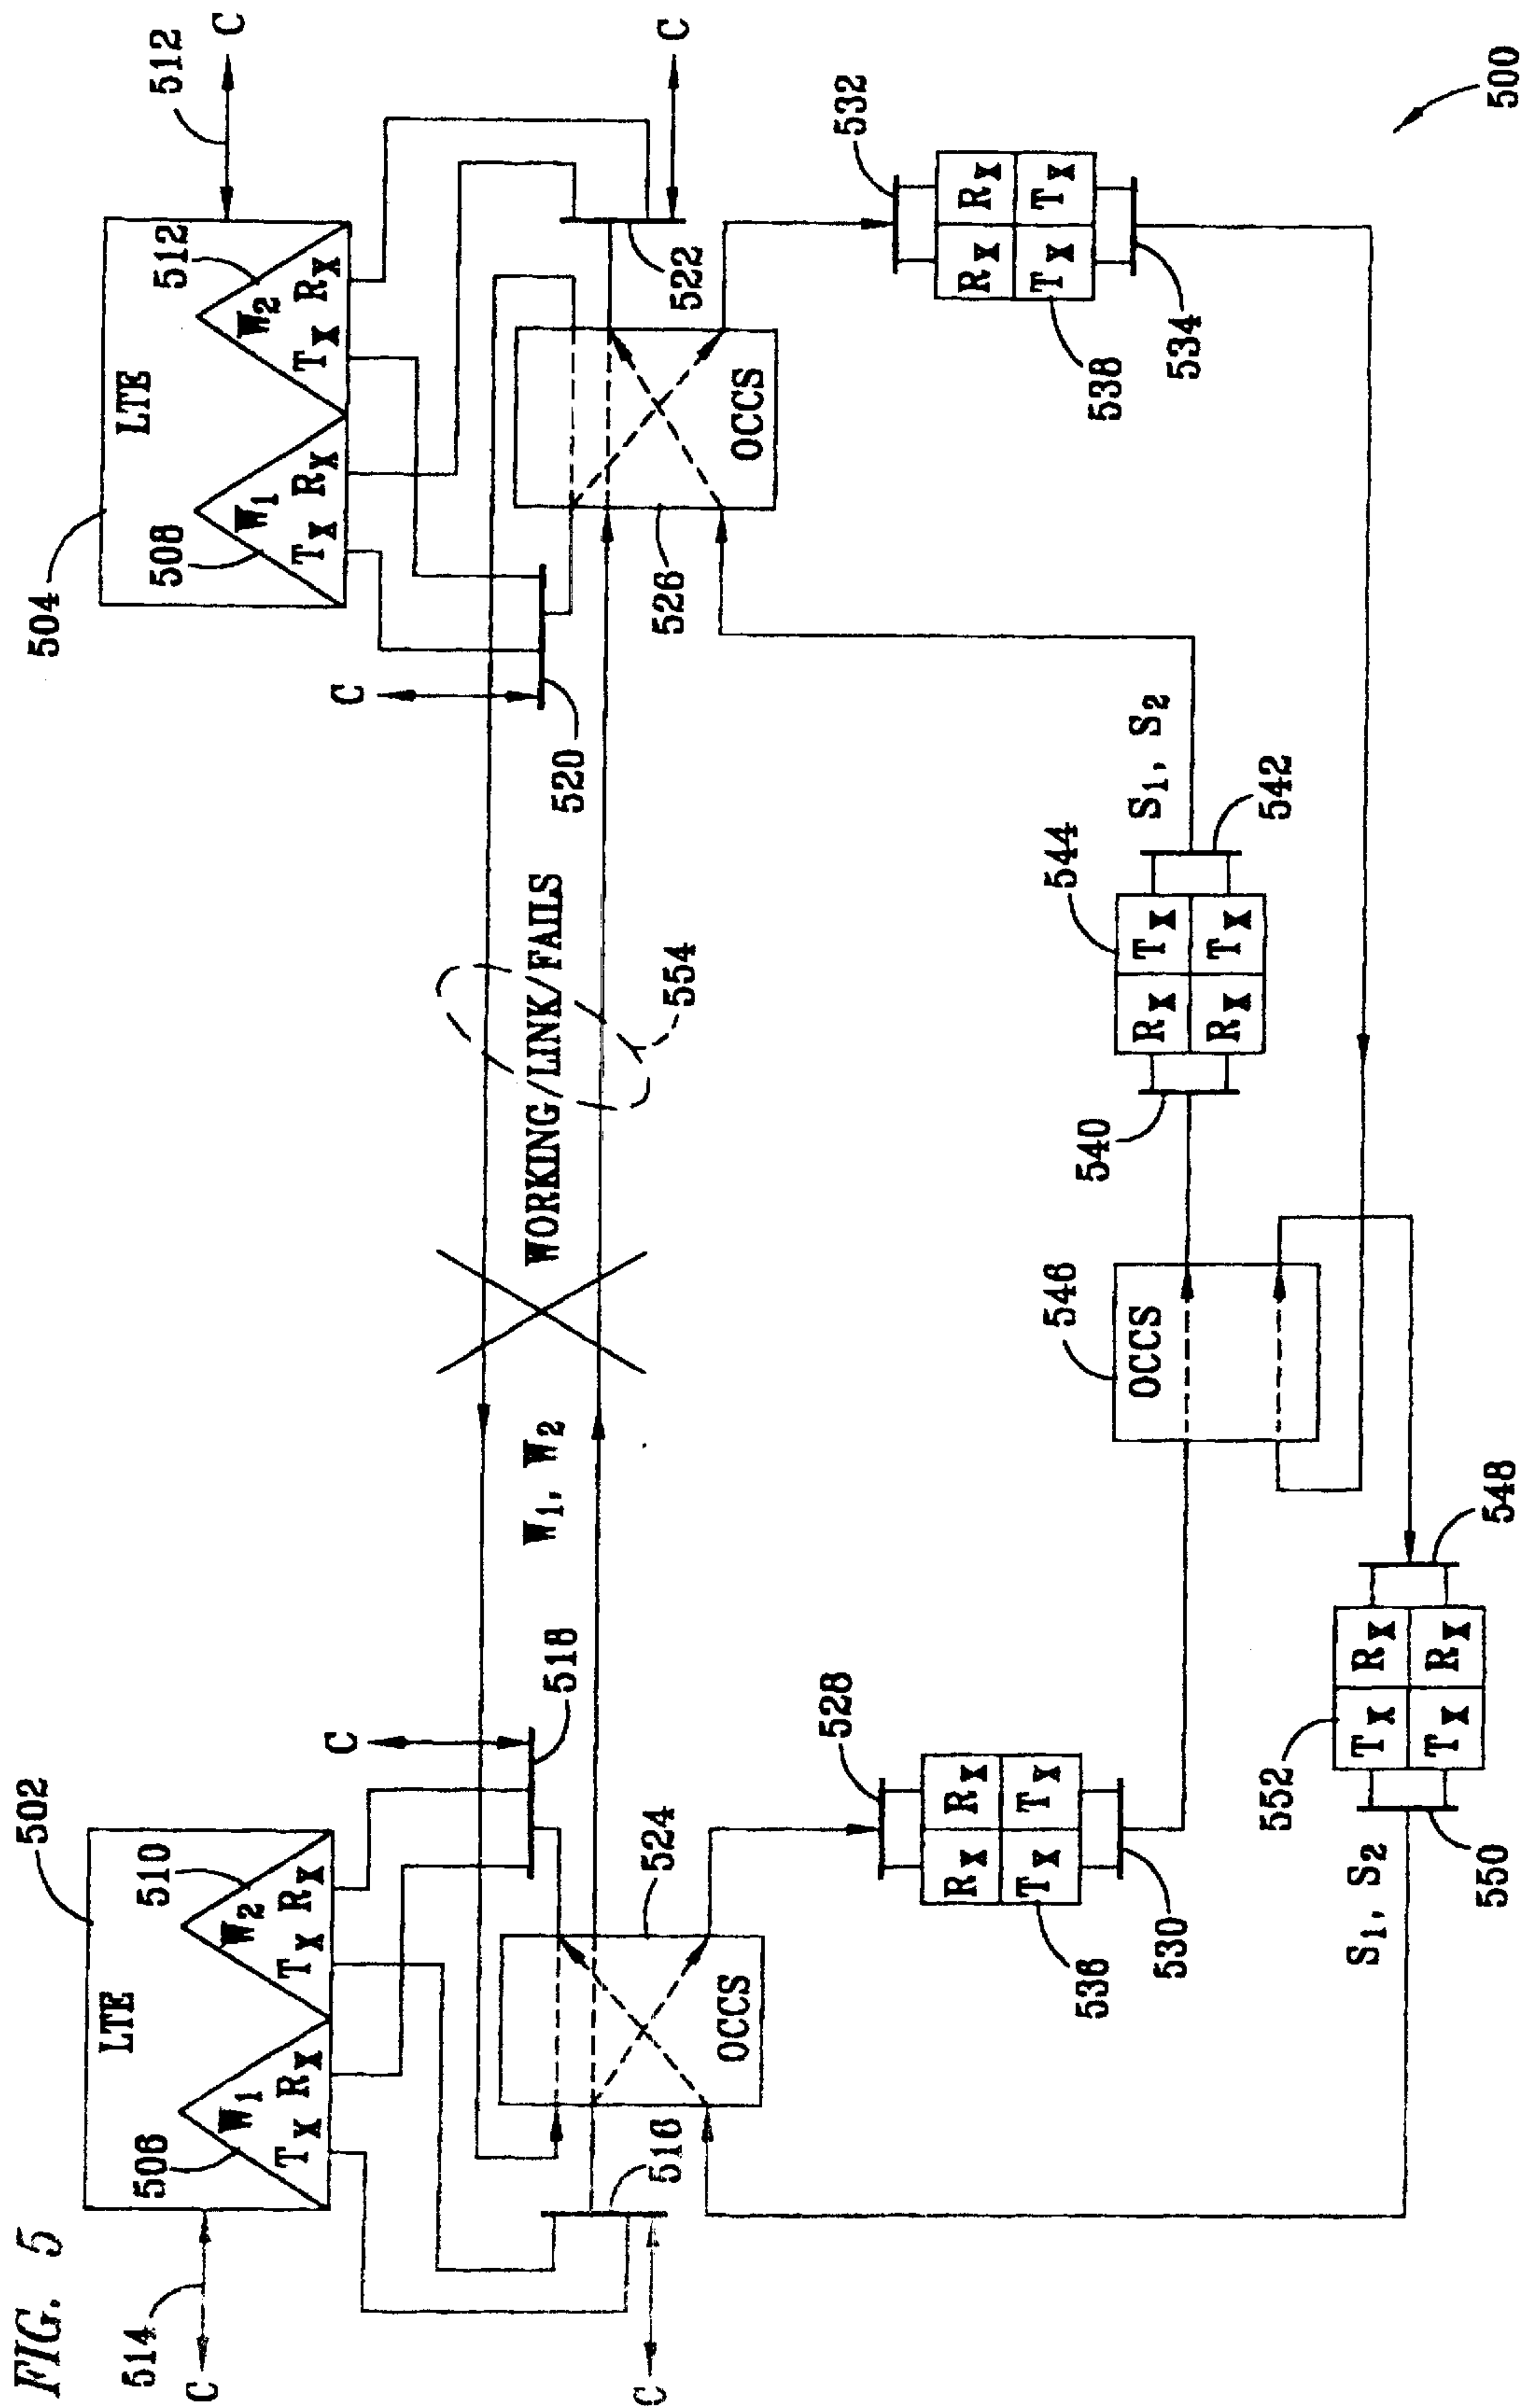 FIG. 5
502
504
514
C
LTE
LTE
512
C
506
510
508
512
W1
W2
W1
W2
TX RX
TX RX
TX RX
TX RX
C
C
518
520
W1, W2
WORKING/LINK/FAILS
C
516
OCCS
524
554
526
OCCS
522
C
528
532
RX RX
TX TX
RX RX
TX TX
536
530
538
534
546
OCCS
544
540
RX TX
RX TX
S1, S2
542
552
TX RX
TX RX
S1, S2
550
548
500